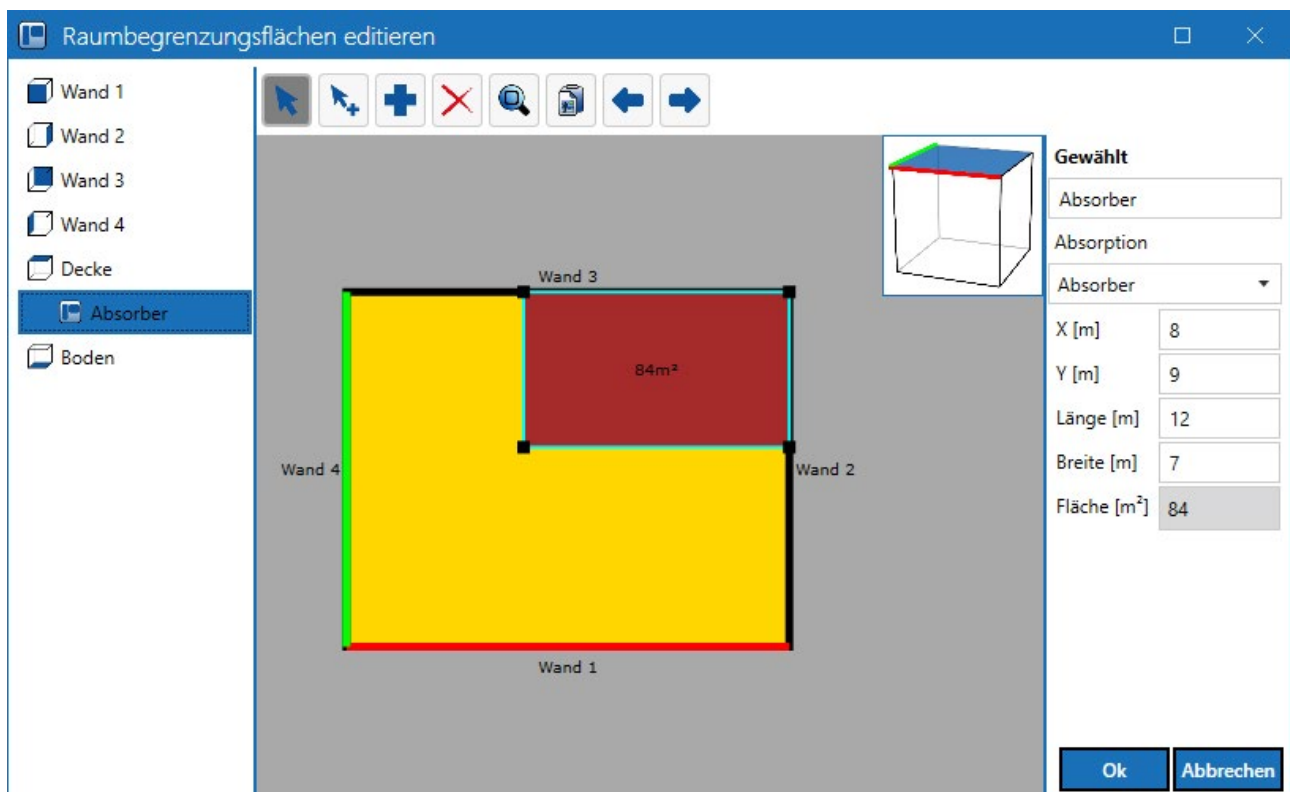 Raumbegrenzungsflächen editieren
Wand 1
Wand 2
Wand 3
Wand 4
Decke
Absorber
Boden
Wand 3
84m²
Wand 4
Wand 2
Wand 1
Gewählt
Absorber
Absorption
Absorber
X [m] 8
Y [m] 9
Länge [m] 12
Breite [m] 7
Fläche [m²] 84
Ok Abbrechen